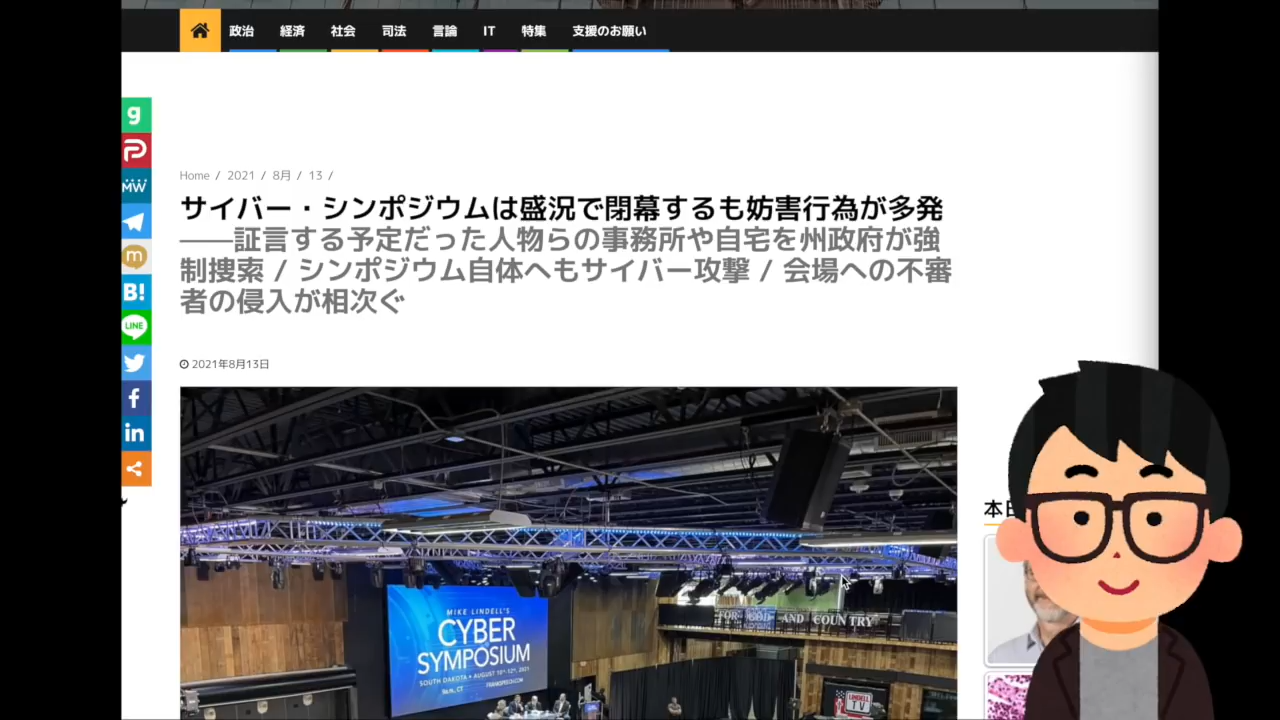 政治 経済 社会 司法 言論 IT 特集 支援のお願い
Home / 2021 / 8月 / 13 /
サイバー・シンポジウムは盛況で閉幕するも妨害行為が多発
――証言する予定だった人物らの事務所や自宅を州政府が強
制捜索 / シンポジウム自体へもサイバー攻撃 / 会場への不審
者の侵入が相次ぐ
2021年8月13日
g
P
MW
m
B!
LINE
f
in
本日
MIKE LINDELL'S
CYBER
SYMPOSIUM
SOUTH DAKOTA • AUGUST 10TH-12TH, 2021
FRANKSPEECH.COM
FOR GOD AND COUNTRY
LINDELL
TV